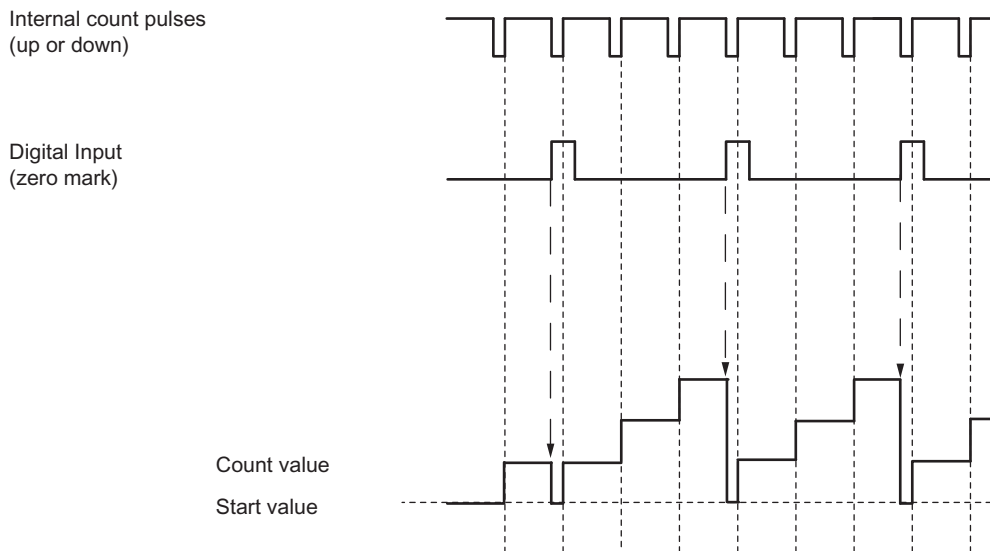 Internal count pulses
(up or down)
Digital Input
(zero mark)
Count value
Start value